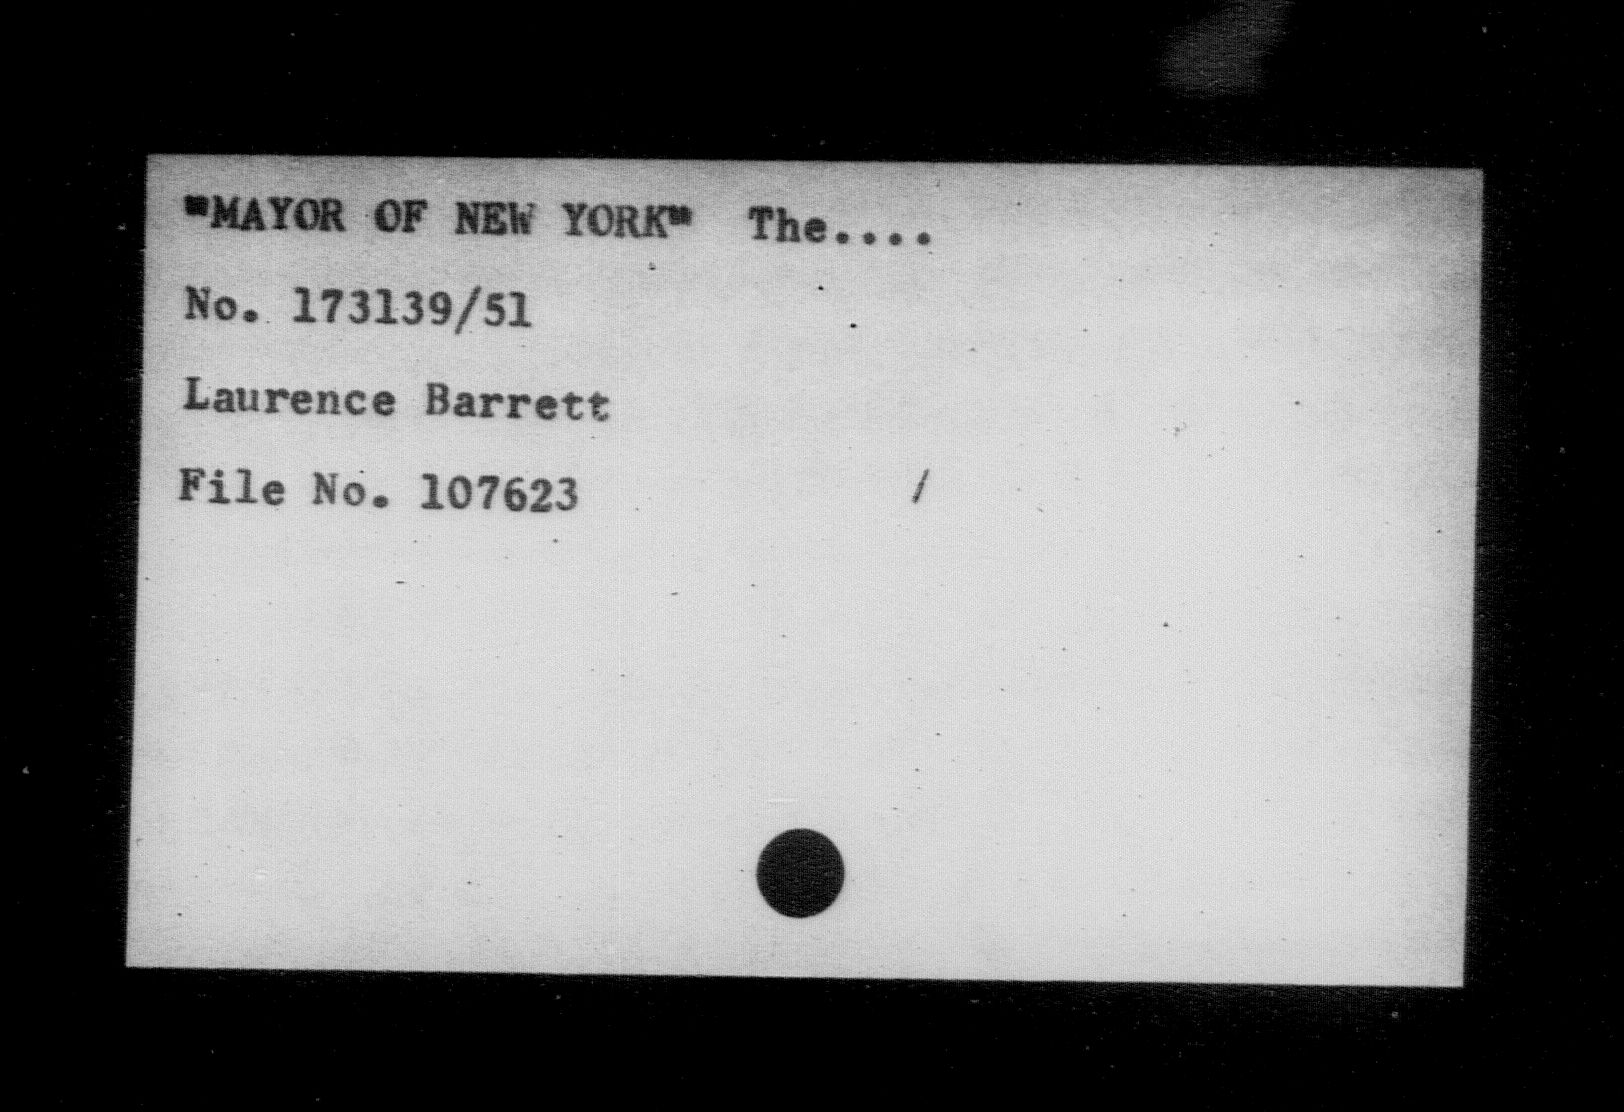 "MAYOR OF NEW YORK" The....
No. 173139/51
Laurence Barrett
File No. 107623 /